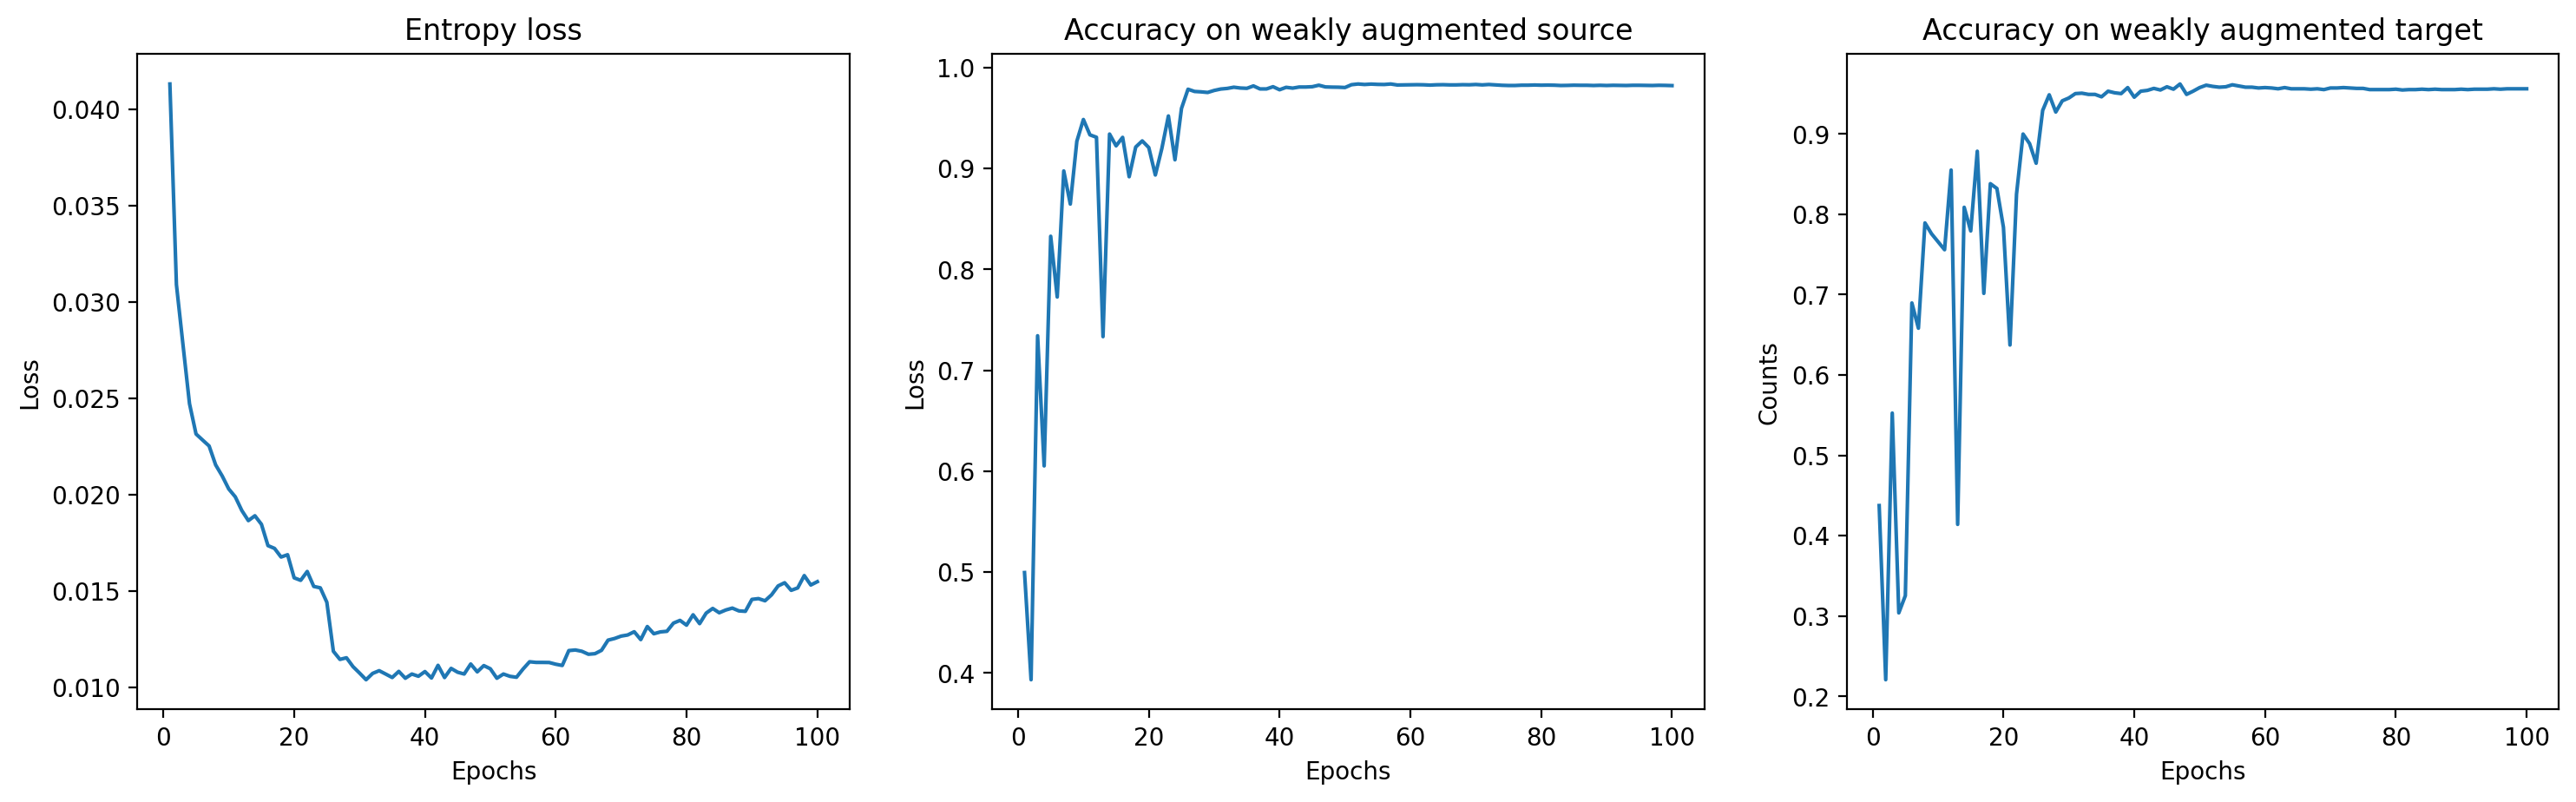 Entropy loss
0.040
0.035
0.030
0.025
0.020
0.015
0.010
Loss
0 20 40 60 80 100
Epochs
Accuracy on weakly augmented source
1.0
0.9
0.8
0.7
0.6
0.5
0.4
Loss
0 20 40 60 80 100
Epochs
Accuracy on weakly augmented target
0.9
0.8
0.7
0.6
0.5
0.4
0.3
0.2
Counts
0 20 40 60 80 100
Epochs